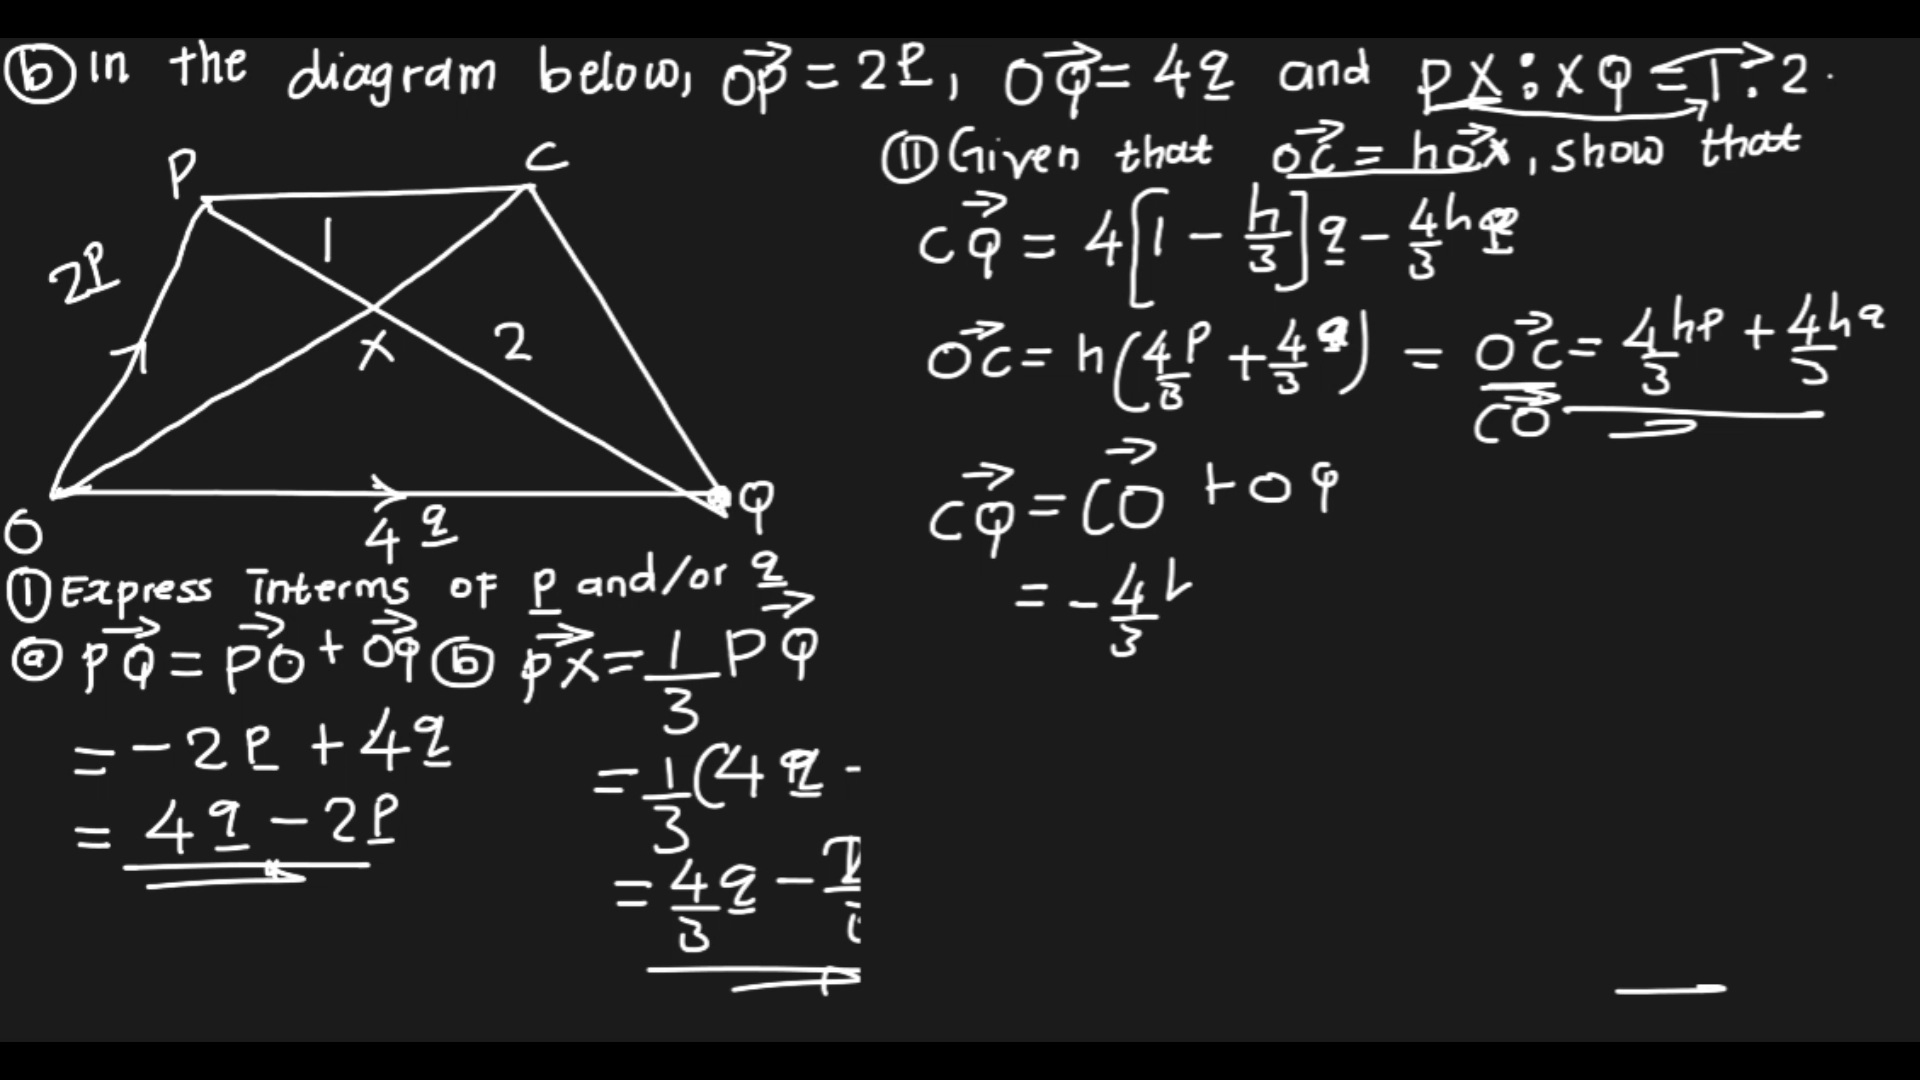 (b) in the diagram below, OP = 2p, OQ = 4q and PX : XQ = 1 : 2.
P
C
1
2p
X
2
O
4q
Q
(i) Express interms of p and/or q
(a) PQ = PO + OQ
= -2p + 4q
= 4q - 2p
(b) PX = 1/3 PQ
= 1/3 (4q -
= 4/3 q -
(ii) Given that OC = hOX, show that
CQ = 4[1 - h/3]q - 4/3 hp
OC = h(4/3 p + 4/3 q) = OC = 4/3 hp + 4/3 hq
CO
CQ = CO + OQ
= - 4/3